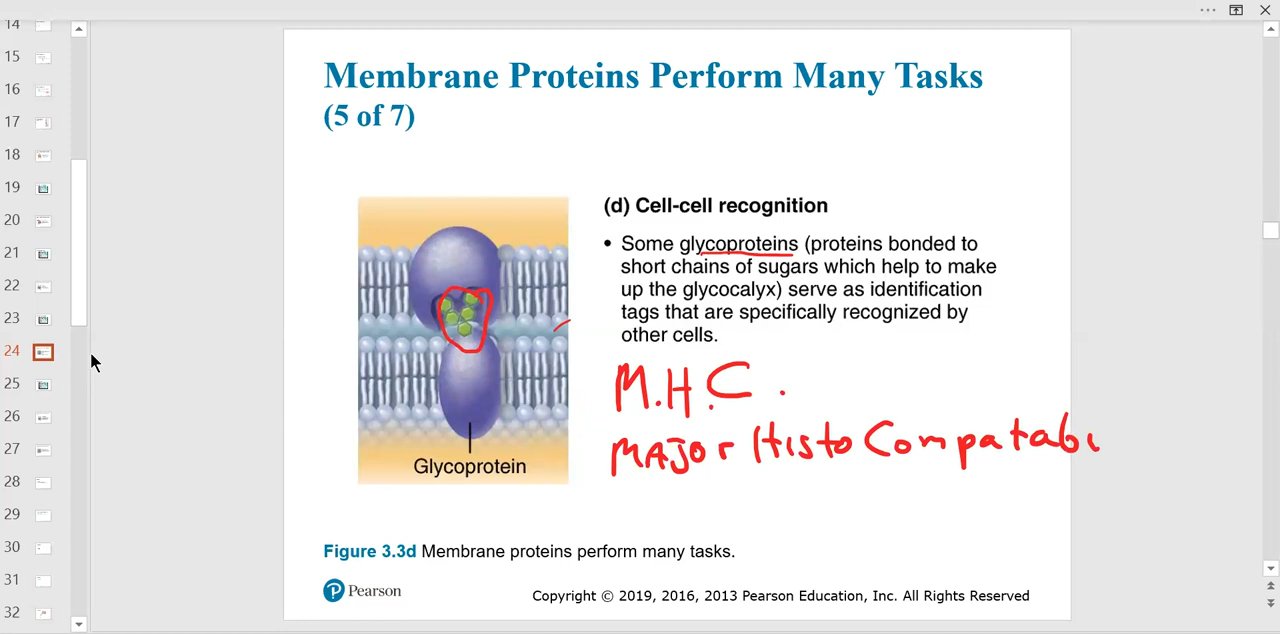 14
15
16
17
18
19
20
21
22
23
24
25
26
27
28
29
30
31
32
Membrane Proteins Perform Many Tasks
(5 of 7)
(d) Cell-cell recognition
• Some glycoproteins (proteins bonded to
short chains of sugars which help to make
up the glycocalyx) serve as identification
tags that are specifically recognized by
other cells.
M.H.C.
MAJor Histo Compatabi
Glycoprotein
Figure 3.3d Membrane proteins perform many tasks.
P Pearson
Copyright © 2019, 2016, 2013 Pearson Education, Inc. All Rights Reserved